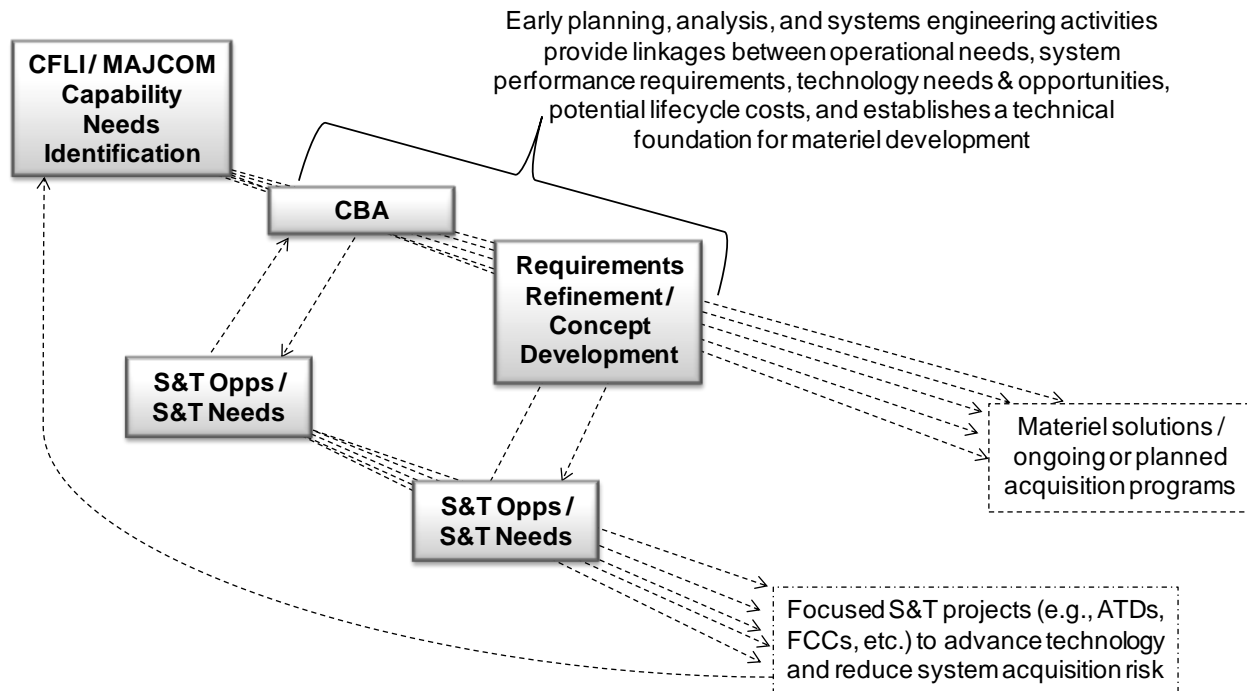 Early planning, analysis, and systems engineering activities
provide linkages between operational needs, system
performance requirements, technology needs & opportunities,
potential lifecycle costs, and establishes a technical
foundation for materiel development
CFLI / MAJCOM
Capability
Needs
Identification
CBA
Requirements
Refinement /
Concept
Development
S&T Opps /
S&T Needs
S&T Opps /
S&T Needs
Materiel solutions /
ongoing or planned
acquisition programs
Focused S&T projects (e.g., ATDs,
FCCs, etc.) to advance technology
and reduce system acquisition risk